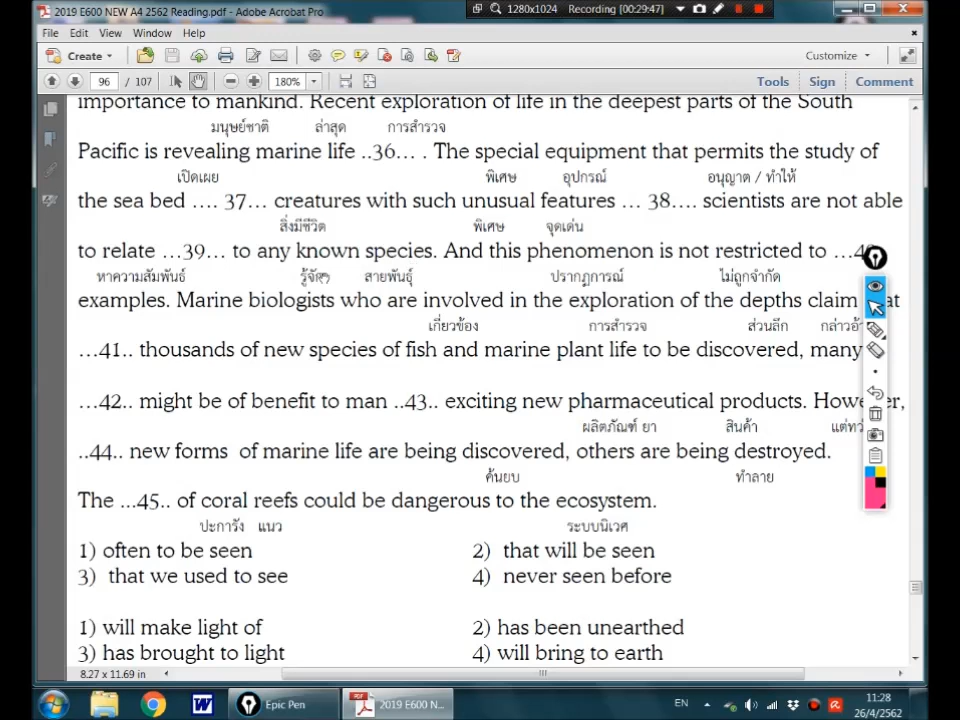 2019 E600 NEW A4 2562 Reading.pdf - Adobe Acrobat Pro
1280x1024 Recording [00:29:47]
File Edit View Window Help
Create Customize
96 / 107 180% Tools Sign Comment
importance to mankind. Recent exploration of life in the deepest parts of the South
มนุษย์ชาติ ล่าสุด การสำรวจ
Pacific is revealing marine life ..36... . The special equipment that permits the study of
เปิดเผย พิเศษ อุปกรณ์ อนุญาต / ทำให้
the sea bed .... 37... creatures with such unusual features ... 38.... scientists are not able
สิ่งมีชีวิต พิเศษ จุดเด่น
to relate ...39... to any known species. And this phenomenon is not restricted to
หาความสัมพันธ์ รู้จัก สายพันธุ์ ปรากฏการณ์ ไม่ถูกจำกัด
examples. Marine biologists who are involved in the exploration of the depths claim
เกี่ยวข้อง การสำรวจ ส่วนลึก กล่าวอ้า
...41.. thousands of new species of fish and marine plant life to be discovered, many
...42.. might be of benefit to man ..43.. exciting new pharmaceutical products.
ผลิตภัณฑ์ ยา สินค้า แต่ทว่
..44.. new forms of marine life are being discovered, others are being destroyed.
ค้นยบ ทำลาย
The ...45.. of coral reefs could be dangerous to the ecosystem.
ปะการัง แนว ระบบนิเวศ
1) often to be seen 2) that will be seen
3) that we used to see 4) never seen before
1) will make light of 2) has been unearthed
3) has brought to light 4) will bring to earth
8.27 x 11.69 in
Epic Pen 2019 E600 N... EN 11:28
26/4/2562